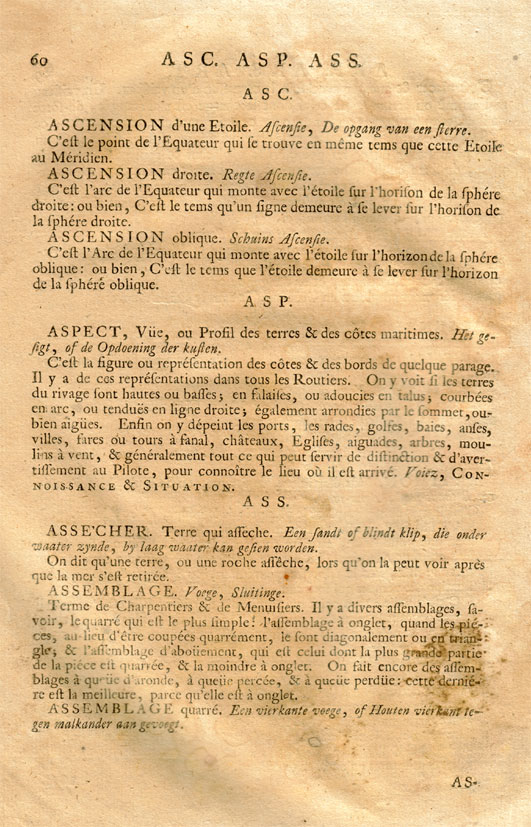 60 ASC. ASP. ASS.
ASC.
ASCENSION d'une Etoile. Aſcenſie, De opgang van een ſterre.
C'eſt le point de l'Equateur qui ſe trouve en même tems que cette Etoile
au Méridien.
ASCENSION droite. Regte Aſcenſie.
C'eſt l'arc de l'Equateur qui monte avec l'étoile ſur l'horiſon de la ſphére
droite: ou bien, C'eſt le tems qu'un ſigne demeure à ſe lever ſur l'horiſon de
la ſphére droite.
ASCENSION oblique. Schuins Aſcenſie.
C'eſt l'Arc de l'Equateur qui monte avec l'étoile ſur l'horizon de la ſphére
oblique: ou bien, C'eſt le tems que l'étoile demeure à ſe lever ſur l'horizon
de la ſphére oblique.
ASP.
ASPECT, Vüe, ou Profil des terres & des côtes maritimes. Het ge-
ſigt, of de Opdoening der kuſten.
C'eſt la figure ou repréſentation des côtes & des bords de quelque parage.
Il y a de ces repréſentations dans tous les Routiers. On y voit ſi les terres
du rivage ſont hautes ou baſſes; en falaiſes, ou adoucies en talus; courbées
en arc, ou tenduës en ligne droite; également arrondies par le ſommet, ou-
bien aigües. Enfin on y dépeint les ports, les rades, golfes, baies, anſes,
villes, fares ou tours à fanal, châteaux, Egliſes, aiguades, arbres, mou-
lins à vent, & généralement tout ce qui peut ſervir de diſtinction & d'aver-
tiſſement au Pilote, pour connoître le lieu où il eſt arrivé. Voiez, CON-
NOISSANCE & SITUATION.
ASS.
ASSE'CHER. Terre qui aſſeche. Een ſandt of blindt klip, die onder
waater zynde, by laag waater kan geſien worden.
On dit qu'une terre, ou une roche aſſêche, lors qu'on la peut voir après
que la mer s'eſt retirée.
ASSEMBLAGE. Voege, Sluitinge.
Terme de Charpentiers & de Menuiſiers. Il y a divers aſſemblages, ſa-
voir, le quarré qui eſt le plus ſimple: l'aſſemblage à onglet, quand les pié-
ces, au-lieu d'être coupées quarrément, le ſont diagonalement ou en trian-
gle, & l'aſſemblage d'aboüement, qui eſt celui dont la plus grande partie
de la piéce eſt quarrée, & la moindre à onglet. On fait encore des aſſem-
blages à queüe d'aronde, à queüe percée, & à queüe perdüe: cette dernié-
re eſt la meilleure, parce qu'elle eſt à onglet.
ASSEMBLAGE quarré. Een vierkante voege, of Houten vierkant te-
gen malkander aan gevoegt.
AS-